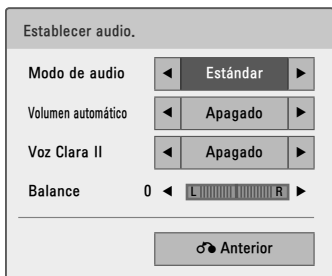 Establecer audio.
Modo de audio ◄ Estándar ►
Volumen automático ◄ Apagado ►
Voz Clara II ◄ Apagado ►
Balance 0 ◄ L R ►
Anterior